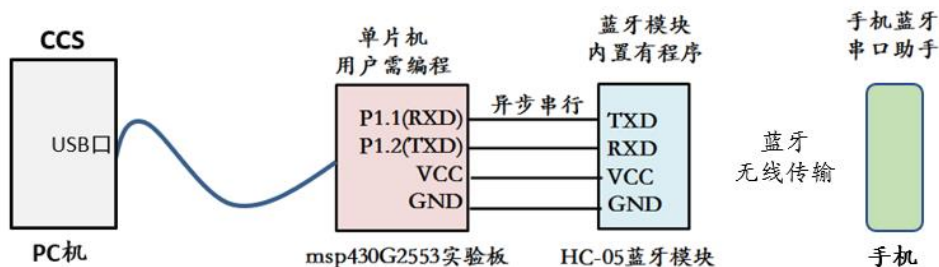 CCS
USB口
PC机
单片机
用户需编程
P1.1(RXD)
P1.2(TXD)
VCC
GND
msp430G2553实验板
异步串行
蓝牙模块
内置有程序
TXD
RXD
VCC
GND
HC-05蓝牙模块
蓝牙
无线传输
手机蓝牙
串口助手
手机